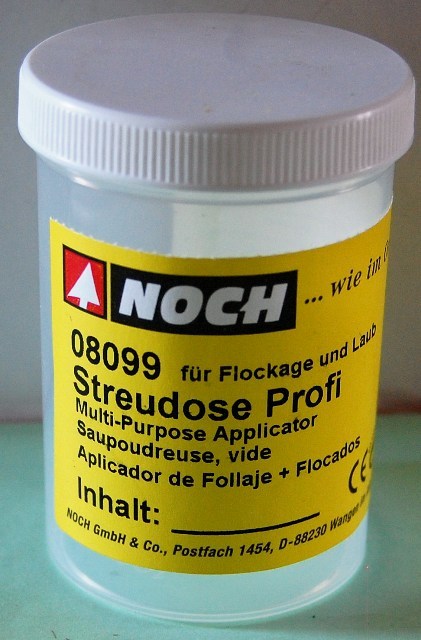 NOCH ... wie im
08099 für Flockage und Laub
Streudose Profi
Multi-Purpose Applicator
Saupoudreuse, vide
Aplicador de Follaje + Flocados
CE
Inhalt:
NOCH GmbH & Co., Postfach 1454, D-88230 Wangen